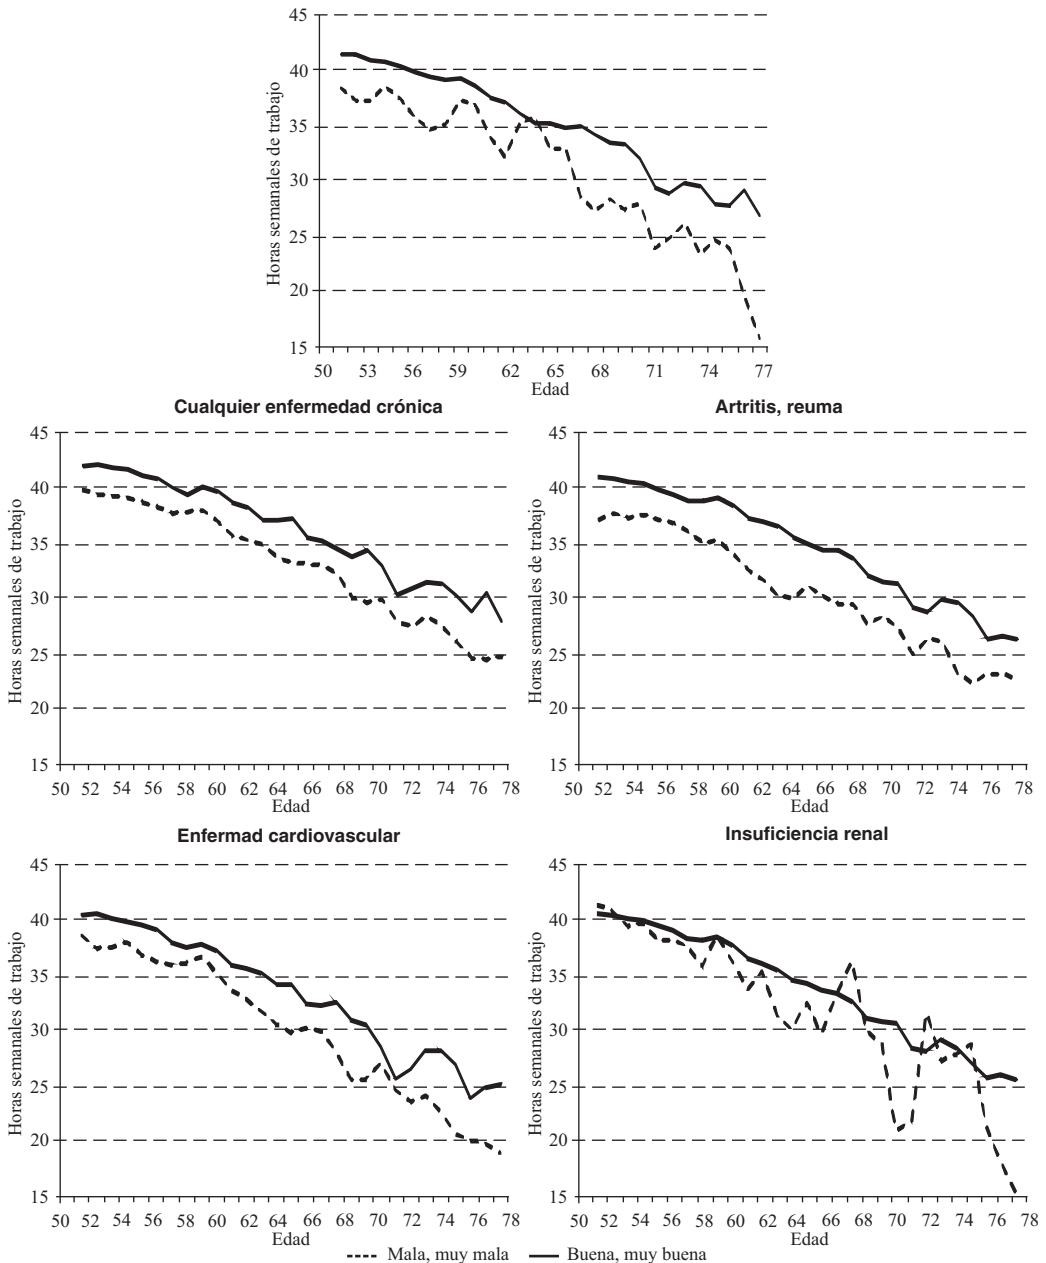 45
40
35
30
25
20
15
Horas semanales de trabajo
50 53 56 59 62 65 68 71 74 77
Edad
Cualquier enfermedad crónica
45
40
35
30
25
20
15
Horas semanales de trabajo
50 52 54 56 56 64 62 64 66 68 70 72 74 76 78
Edad
Artritis, reuma
45
40
35
30
25
20
15
Horas semanales de trabajo
50 52 54 56 58 60 62 64 66 68 70 72 74 76 78
Edad
Enfermad cardiovascular
45
40
35
30
25
20
15
Horas semanales de trabajo
50 52 54 56 58 60 62 64 66 68 70 72 74 76 78
Edad
Insuficiencia renal
45
40
35
30
25
20
15
Horas semanales de trabajo
50 52 54 56 58 60 62 64 66 68 70 72 74 76 78
Edad
Mala, muy mala Buena, muy buena